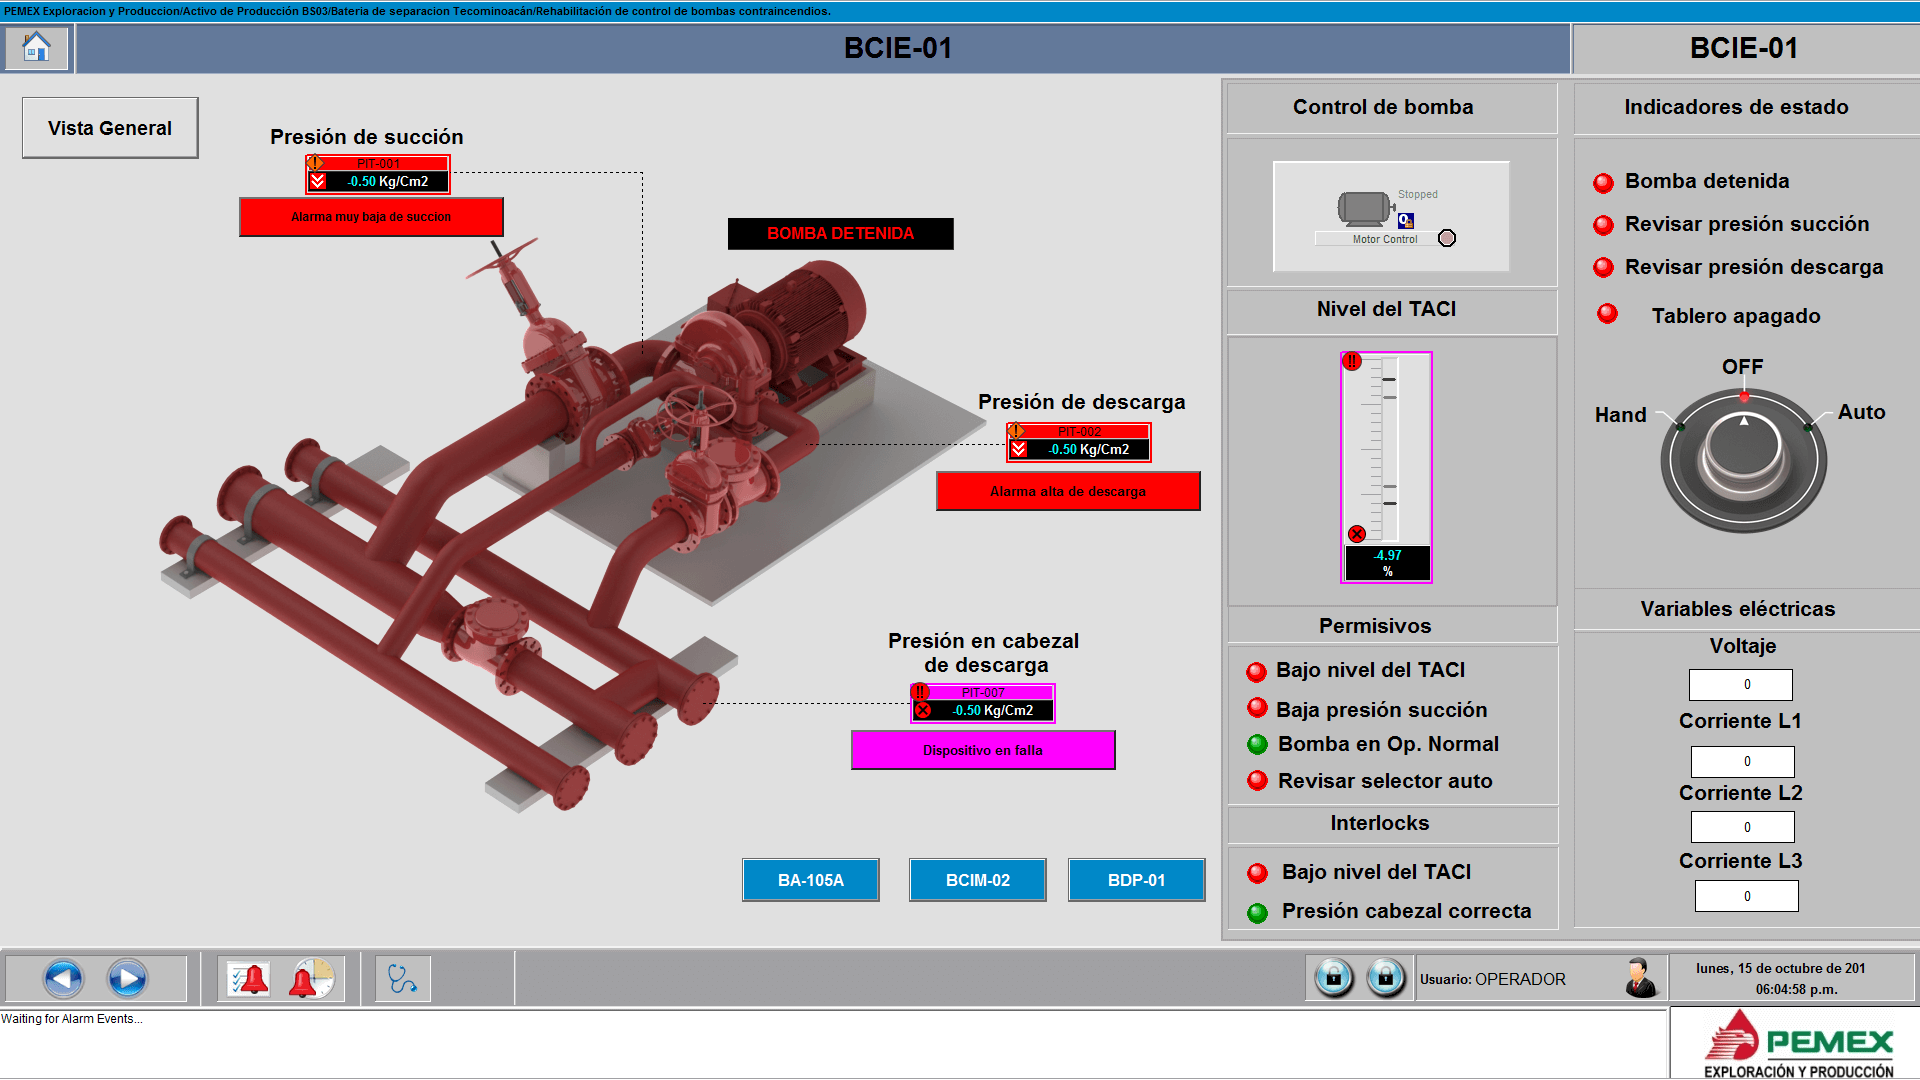 PEMEX Exploracion y Produccion/Activo de Producción BS03/Bateria de separacion Tecominoacán/Rehabilitación de control de bombas contraincendios.
BCIE-01
BCIE-01
Vista General
Presión de succión
PIT-001
-0.50 Kg/Cm2
Alarma muy baja de succion
BOMBA DETENIDA
Presión de descarga
PIT-002
-0.50 Kg/Cm2
Alarma alta de descarga
Presión en cabezal
de descarga
PIT-007
-0.50 Kg/Cm2
Dispositivo en falla
BA-105A
BCIM-02
BDP-01
Control de bomba
Stopped
0
Motor Control
Nivel del TACI
-4.97
%
Permisivos
Bajo nivel del TACI
Baja presión succión
Bomba en Op. Normal
Revisar selector auto
Interlocks
Bajo nivel del TACI
Presión cabezal correcta
Indicadores de estado
Bomba detenida
Revisar presión succión
Revisar presión descarga
Tablero apagado
OFF
Hand
Auto
Variables eléctricas
Voltaje
0
Corriente L1
0
Corriente L2
0
Corriente L3
0
Usuario: OPERADOR
lunes, 15 de octubre de 201
06:04:58 p.m.
Waiting for Alarm Events...
PEMEX
EXPLORACIÓN Y PRODUCCIÓN